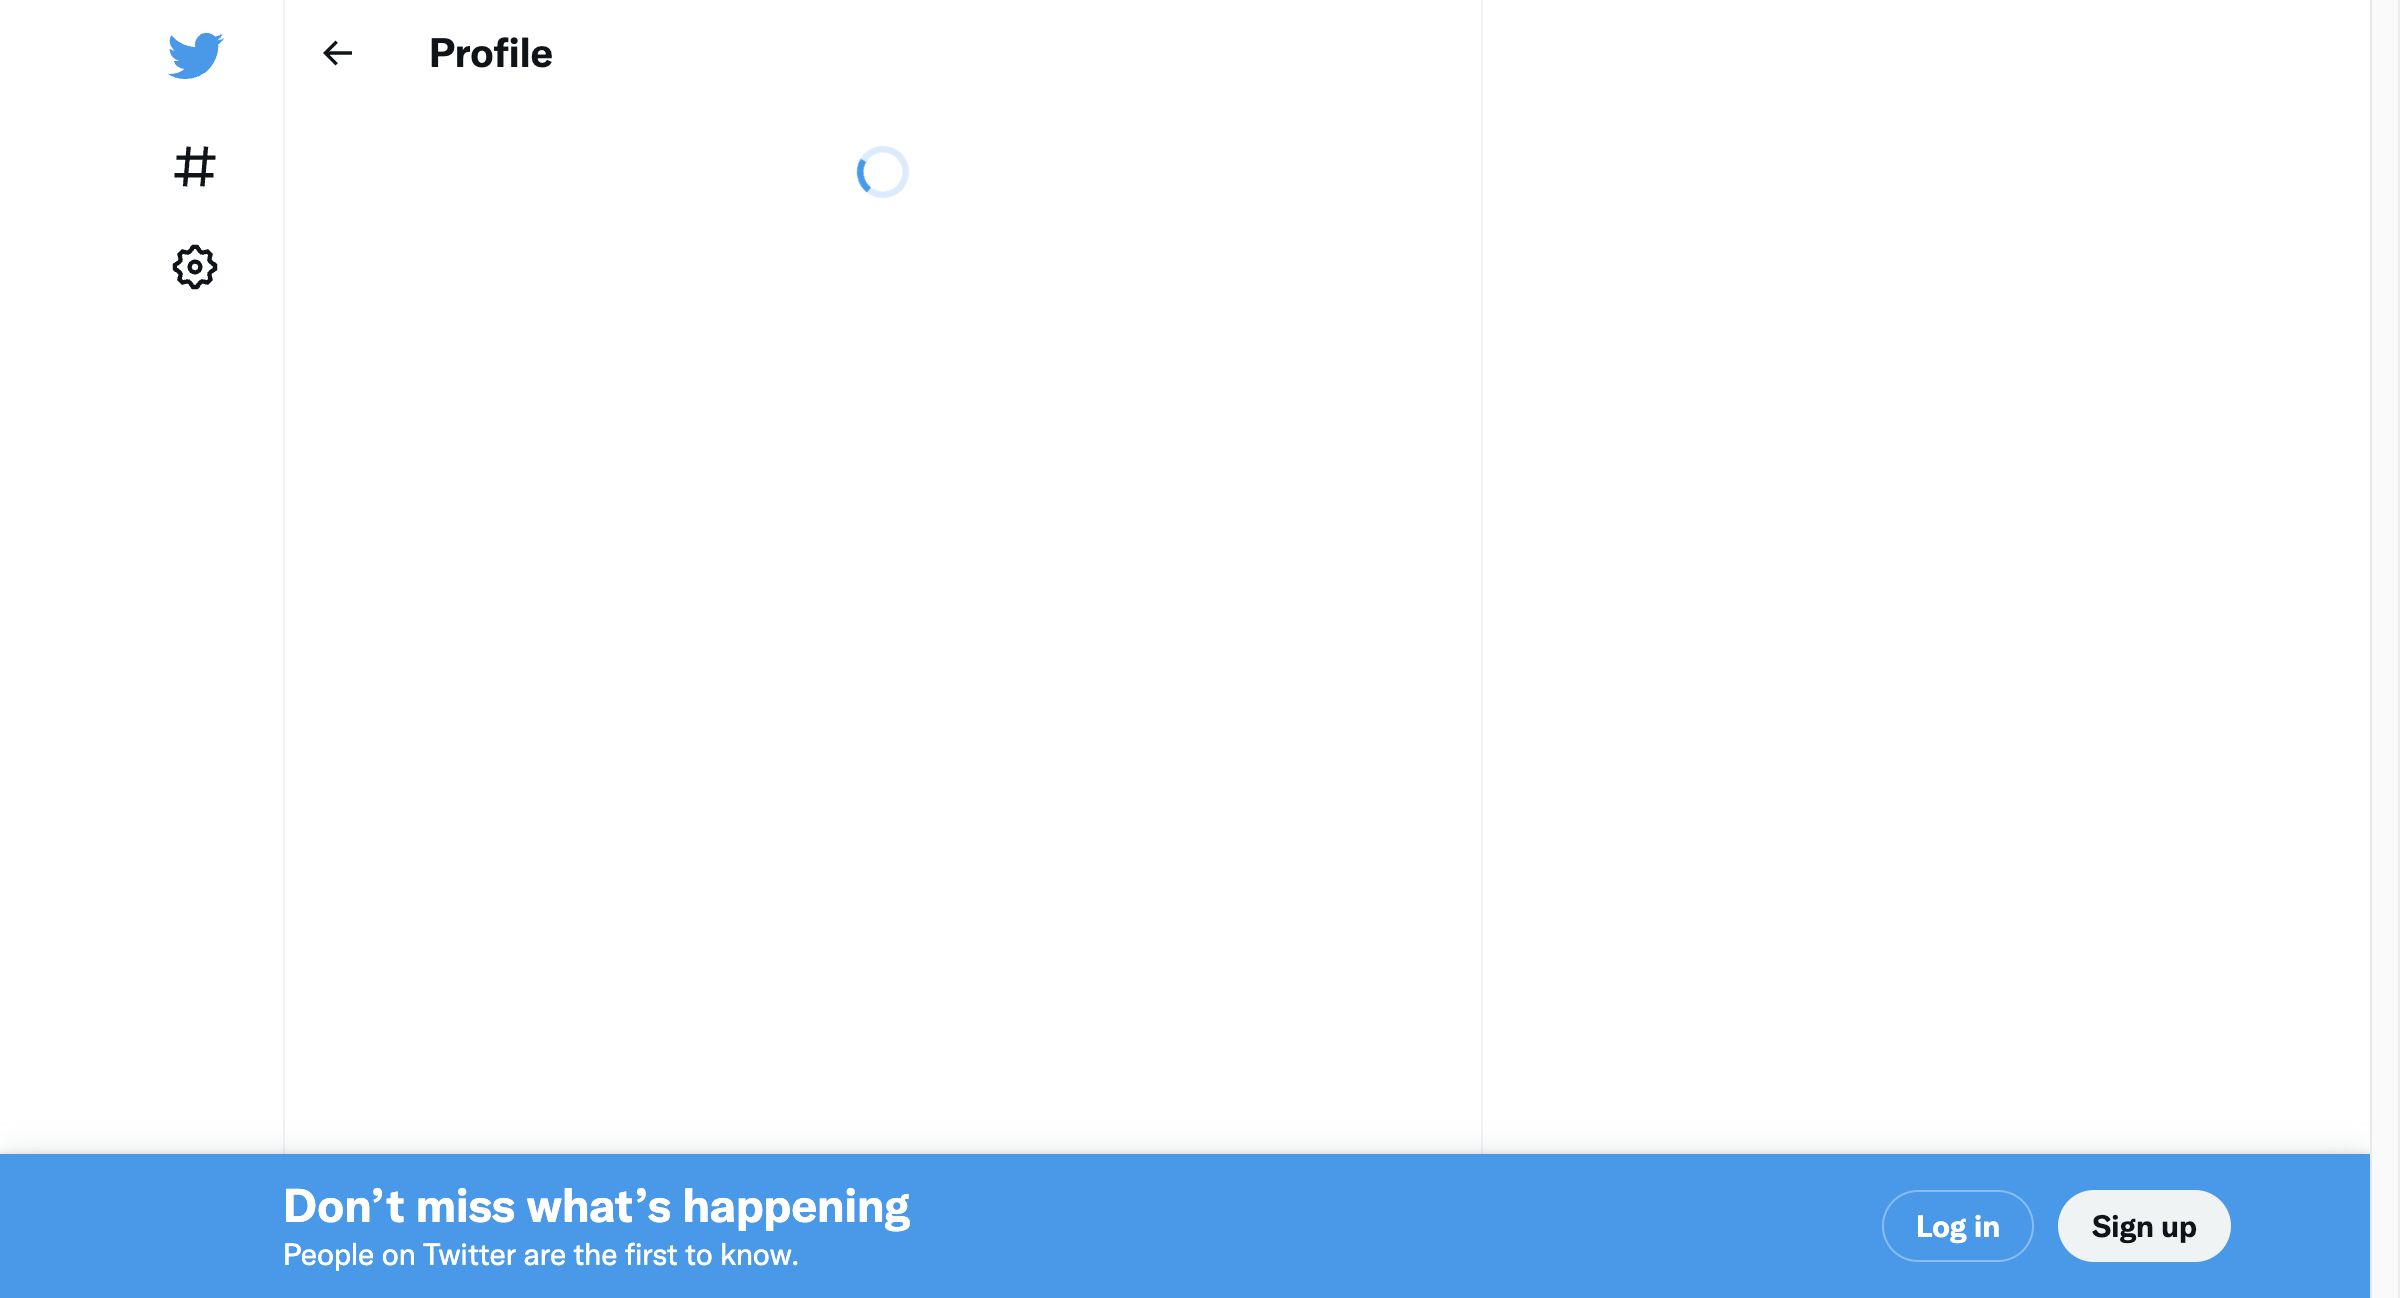 Profile
Don’t miss what’s happening
People on Twitter are the first to know.
Log in
Sign up